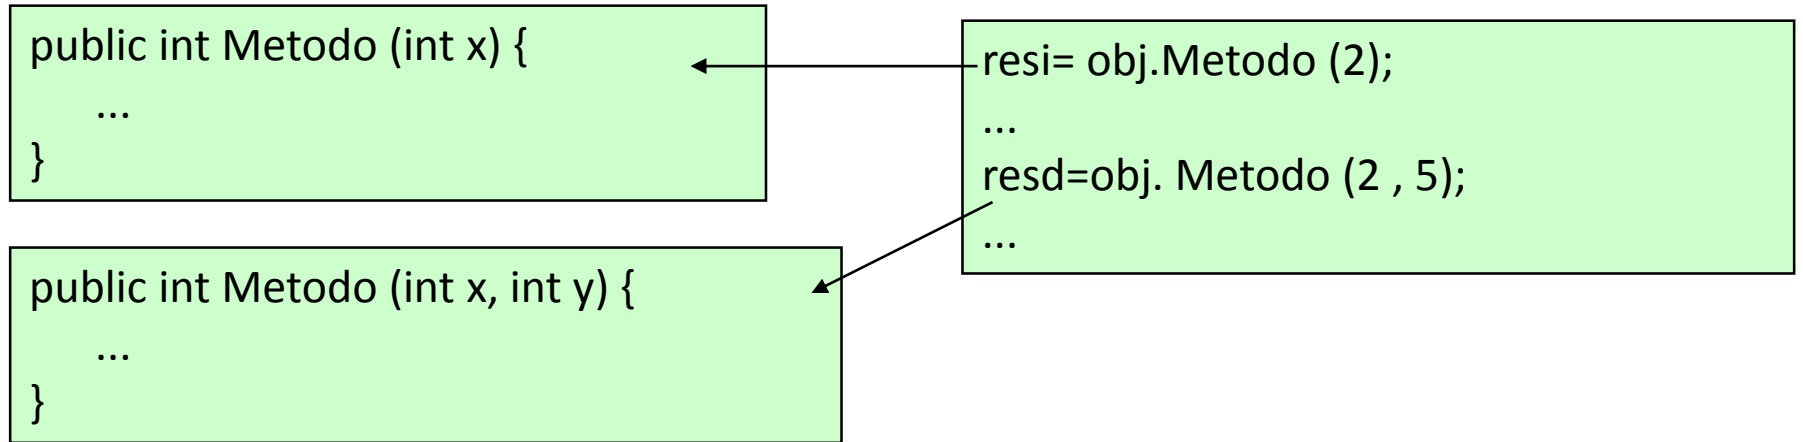 public int Metodo (int x) {
...
}
resi= obj.Metodo (2);
...
resd=obj. Metodo (2 , 5);
...
public int Metodo (int x, int y) {
...
}